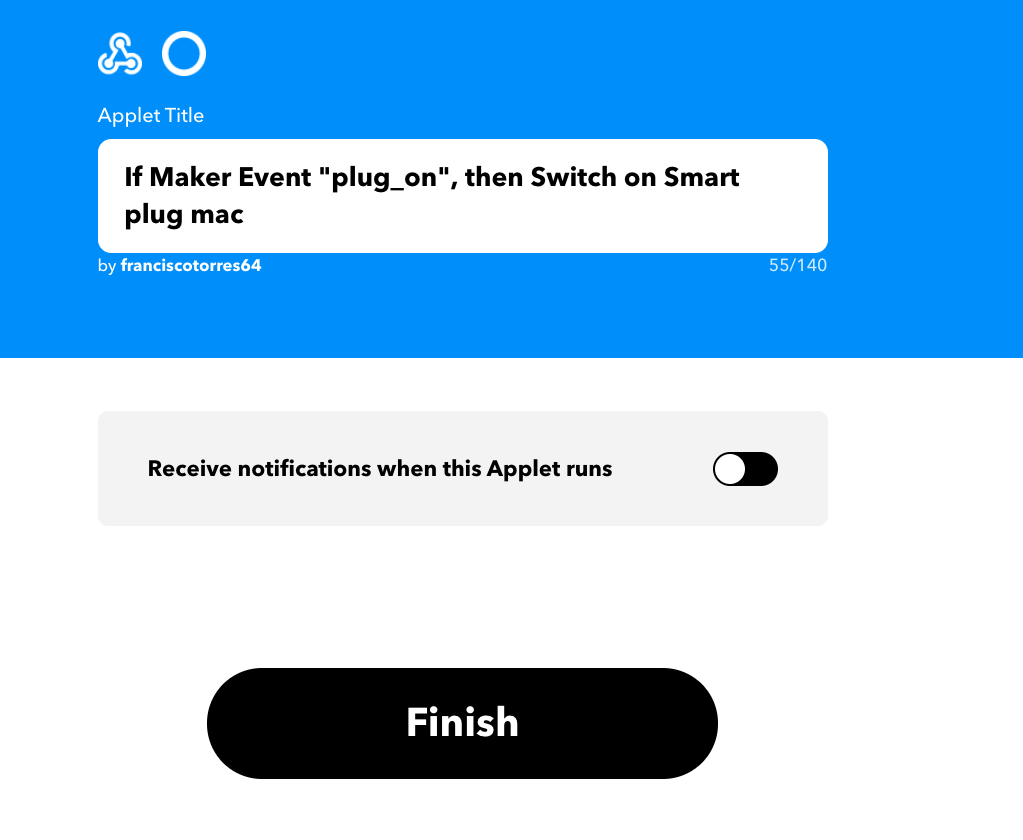 Applet Title
If Maker Event "plug_on", then Switch on Smart
plug mac
by franciscotorres64
55/140
Receive notifications when this Applet runs
Finish